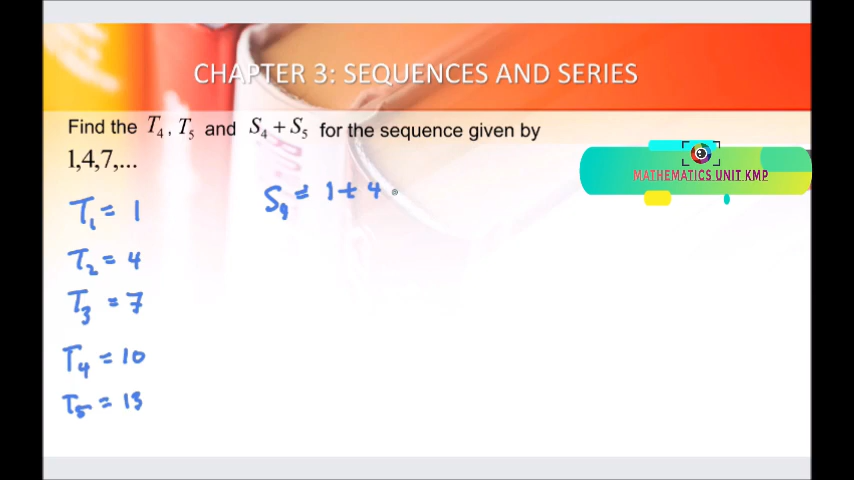 CHAPTER 3: SEQUENCES AND SERIES
Find the T₄, T₅ and S₄ + S₅ for the sequence given by
1,4,7,...
MATHEMATICS UNIT KMP
T₁ = 1
T₂ = 4
T₃ = 7
T₄ = 10
T₅ = 13
S₄ = 1 + 4